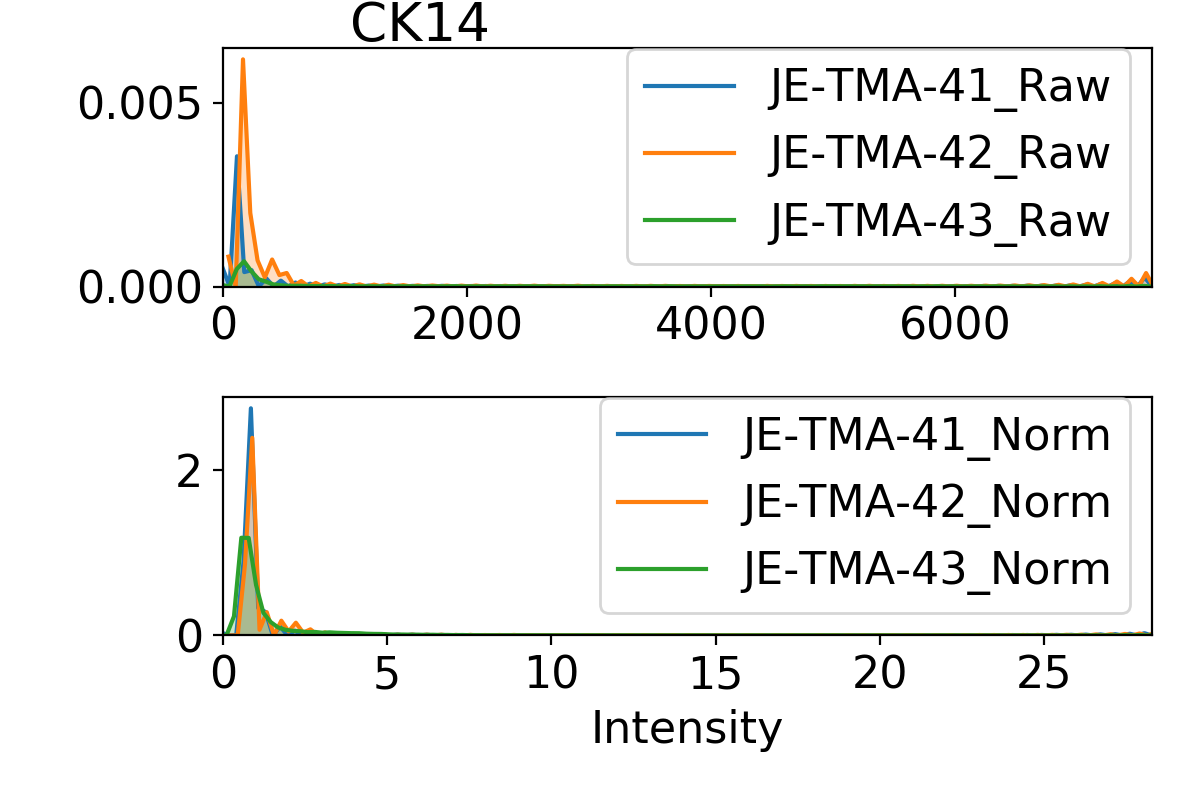 CK14
0.005
0.000
JE-TMA-41_Raw
JE-TMA-42_Raw
JE-TMA-43_Raw
0 2000 4000 6000
2
0
JE-TMA-41_Norm
JE-TMA-42_Norm
JE-TMA-43_Norm
0 5 10 15 20 25
Intensity